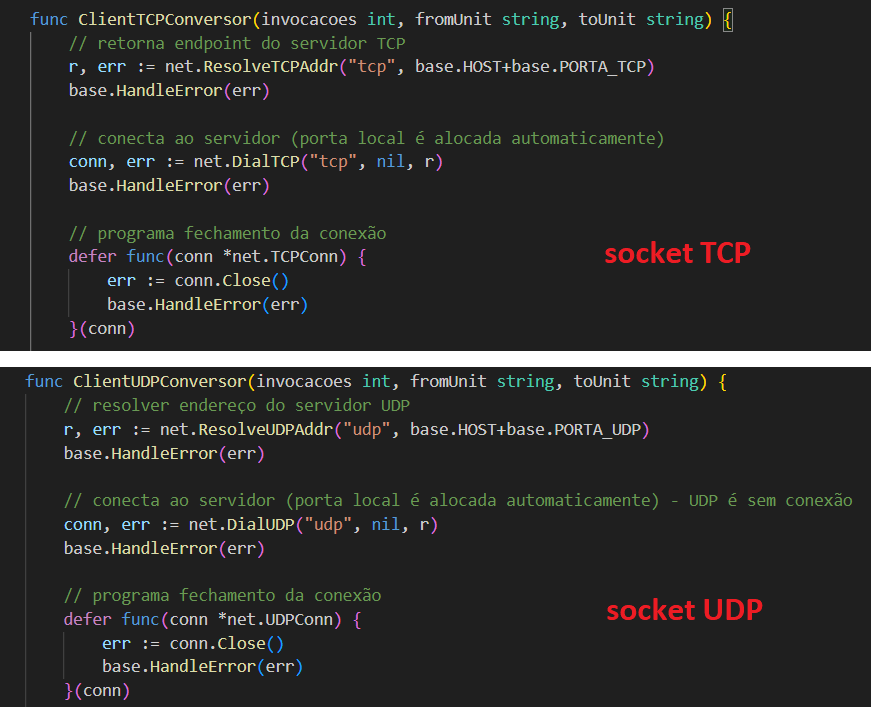 func ClientTCPConversor(invocacoes int, fromUnit string, toUnit string) {
// retorna endpoint do servidor TCP
r, err := net.ResolveTCPAddr("tcp", base.HOST+base.PORTA_TCP)
base.HandleError(err)
// conecta ao servidor (porta local é alocada automaticamente)
conn, err := net.DialTCP("tcp", nil, r)
base.HandleError(err)
// programa fechamento da conexão
defer func(conn *net.TCPConn) {
err := conn.Close()
base.HandleError(err)
}(conn)
socket TCP
func ClientUDPConversor(invocacoes int, fromUnit string, toUnit string) {
// resolver endereço do servidor UDP
r, err := net.ResolveUDPAddr("udp", base.HOST+base.PORTA_UDP)
base.HandleError(err)
// conecta ao servidor (porta local é alocada automaticamente) - UDP é sem conexão
conn, err := net.DialUDP("udp", nil, r)
base.HandleError(err)
// programa fechamento da conexão
defer func(conn *net.UDPConn) {
err := conn.Close()
base.HandleError(err)
}(conn)
socket UDP